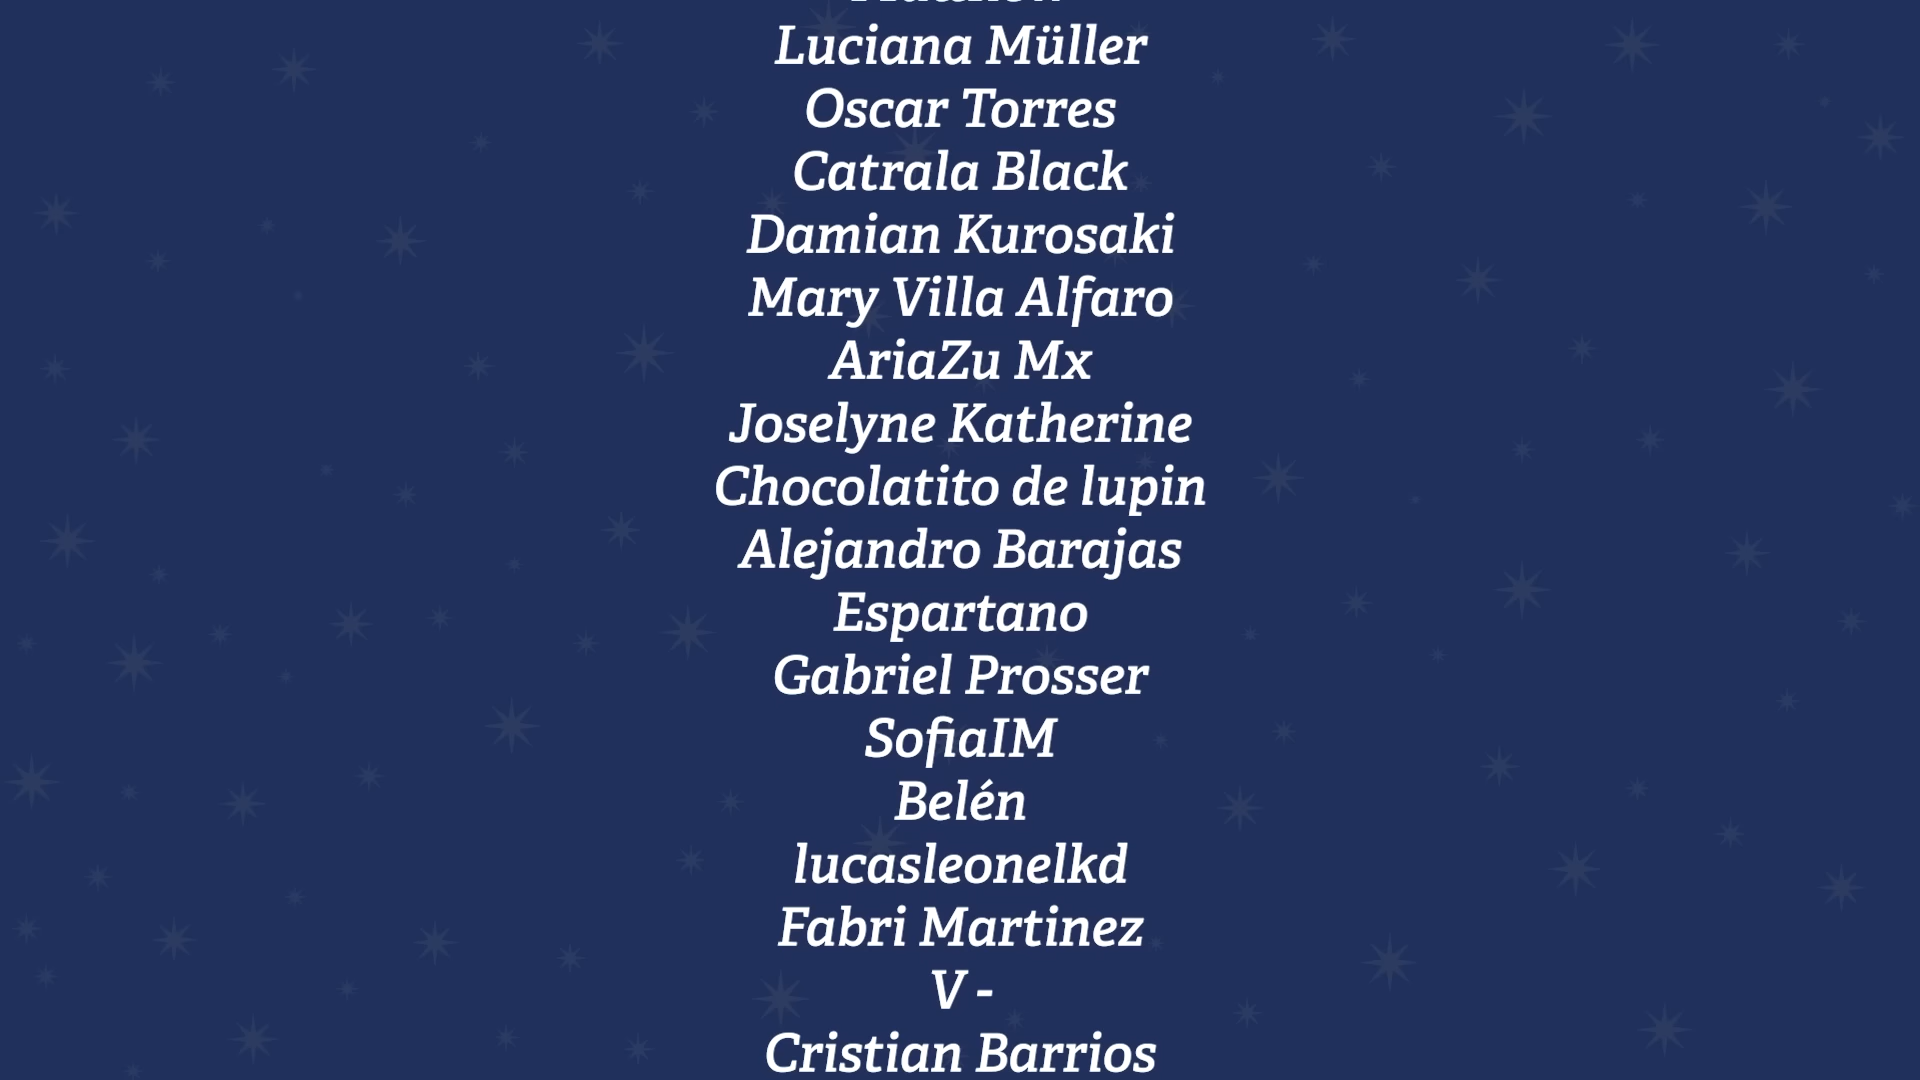 Luciana Müller
Oscar Torres
Catrala Black
Damian Kurosaki
Mary Villa Alfaro
AriaZu Mx
Joselyne Katherine
Chocolatito de lupin
Alejandro Barajas
Espartano
Gabriel Prosser
SofiaIM
Belén
lucasleonelkd
Fabri Martinez
V -
Cristian Barrios